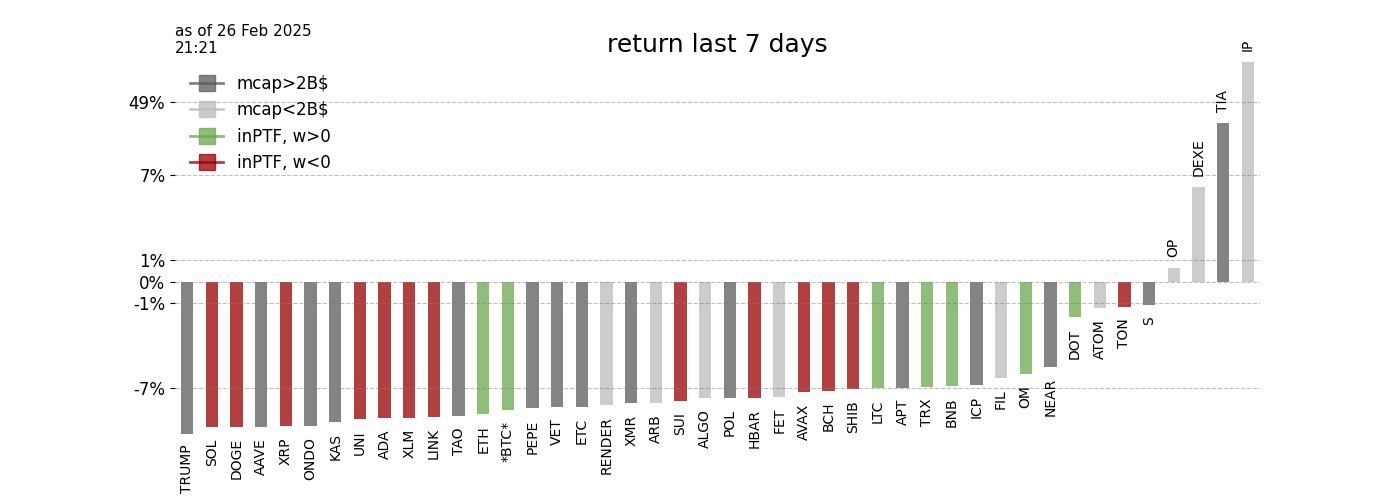 as of 26 Feb 2025
21:21
return last 7 days
mcap>2B$
mcap<2B$
inPTF, w>0
inPTF, w<0
49%
7%
1%
0%
-1%
-7%
TRUMP
SOL
DOGE
AAVE
XRP
ONDO
KAS
UNI
ADA
XLM
LINK
TAO
ETH
*BTC*
PEPE
VET
ETC
RENDER
XMR
ARB
SUI
ALGO
POL
HBAR
FET
AVAX
BCH
SHIB
LTC
APT
TRX
BNB
ICP
FIL
OM
NEAR
DOT
ATOM
TON
S
OP
DEXE
TIA
IP